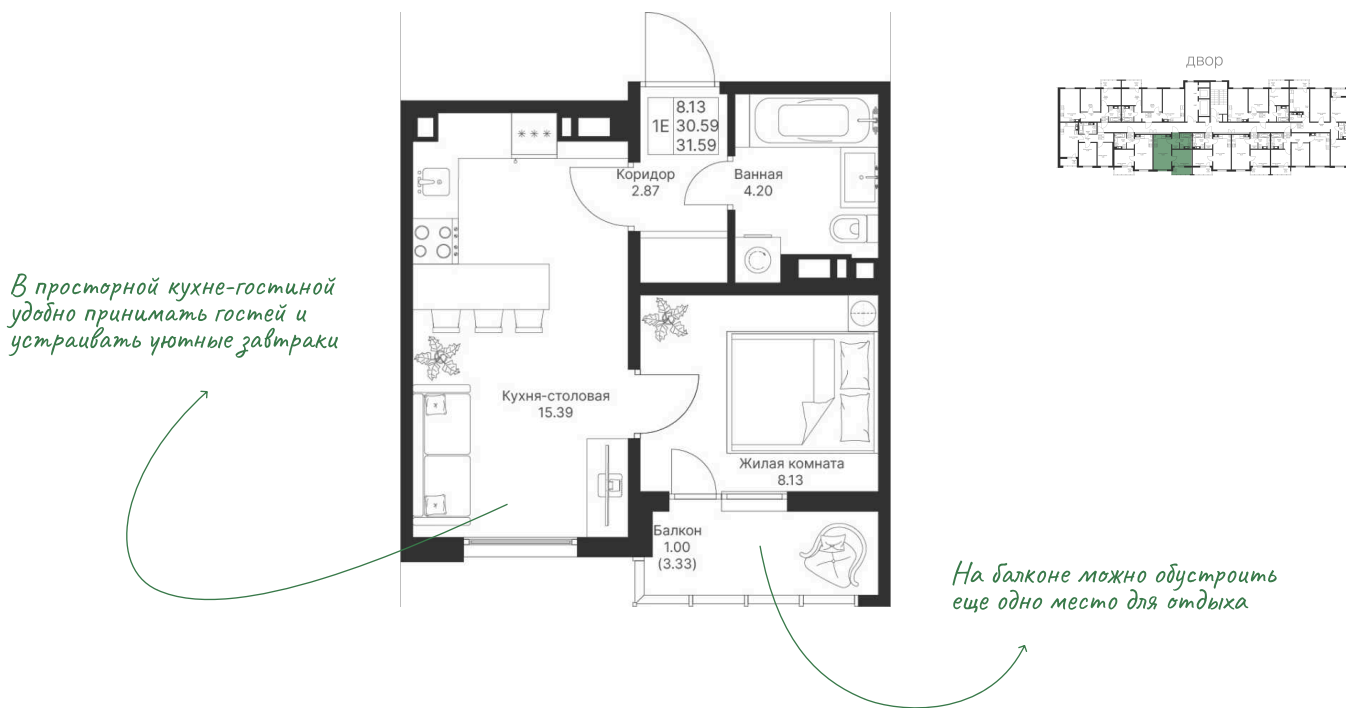 двор
8.13
1Е 30.59
31.59
Коридор
2.87
Ванная
4.20
В просторной кухне-гостиной
удобно принимать гостей и
устраивать уютные завтраки
Кухня-столовая
15.39
Жилая комната
8.13
Балкон
1.00
(3.33)
На балконе можно обустроить
еще одно место для отдыха